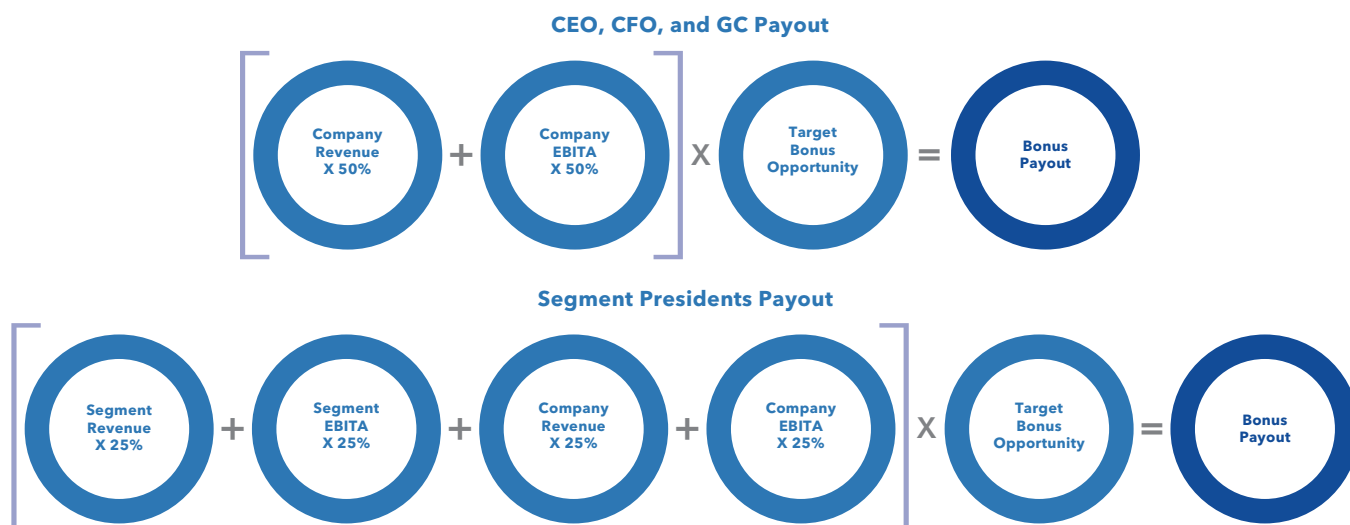 CEO, CFO, and GC Payout
Company
Revenue
X 50%
+
Company
EBITA
X 50%
X
Target
Bonus
Opportunity
=
Bonus
Payout
Segment Presidents Payout
Segment
Revenue
X 25%
+
Segment
EBITA
X 25%
+
Company
Revenue
X 25%
+
Company
EBITA
X 25%
X
Target
Bonus
Opportunity
=
Bonus
Payout